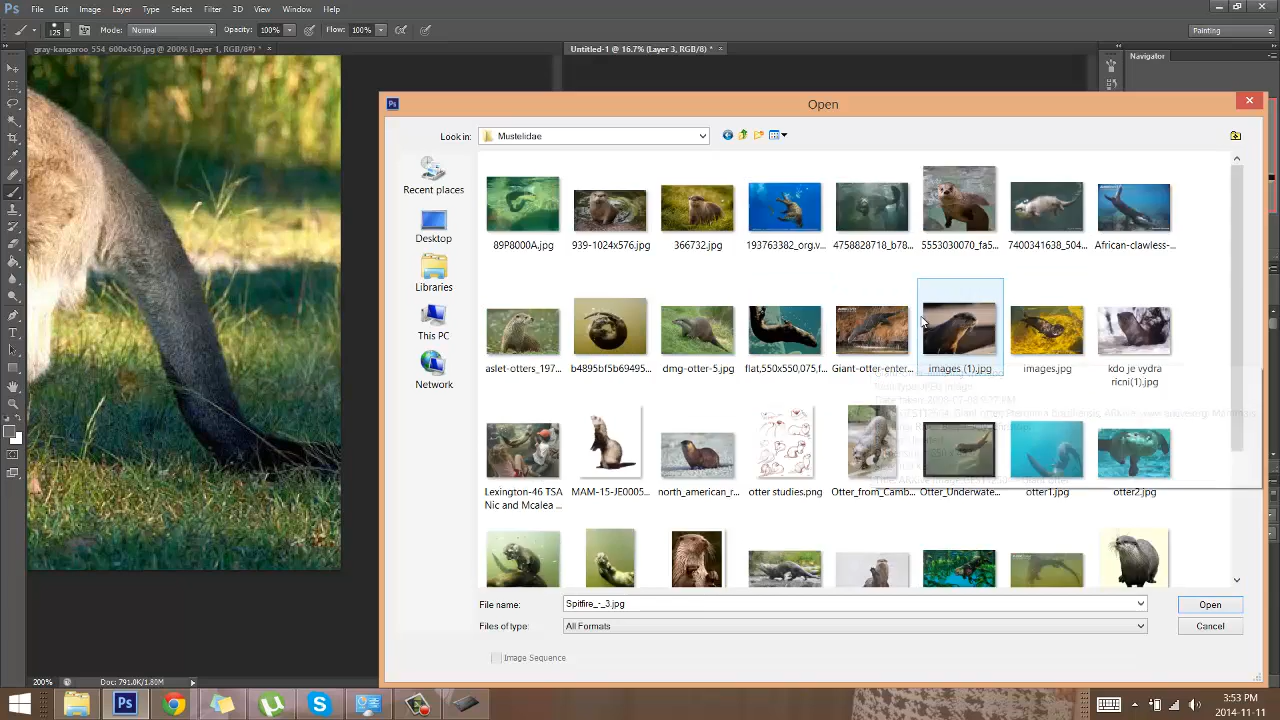 Ps File Edit Image Layer Type Select Filter 3D View Window Help
125 Mode: Normal Opacity: 100% Flow: 100% Painting
gray-kangaroo_554_600x450.jpg @ 200% (Layer 1, RGB/8#) * × Untitled-1 @ 16.7% (Layer 3, RGB/8) * ×
Navigator
Ps Open
Look in: Mustelidae
Recent places
Desktop
Libraries
This PC
Network
89P8000A.jpg 939-1024x576.jpg 366732.jpg 193763382_org.v... 4758828718_b78... 5553030070_fa5... 7400341638_504... African-clawless-...
aslet-otters_197... b4895bf5b69495... dmg-otter-5.jpg flat,550x550,075,f... Giant-otter-enter... images (1).jpg images.jpg kdo je vydra
ricni(1).jpg
Lexington-46 TSA
Nic and Mcalea ...
MAM-15-JE0005... north_american_r... otter studies.png Otter_from_Camb... Otter_Underwate... otter1.jpg otter2.jpg
File name: Spitfire_-_3.jpg Open
Files of type: All Formats Cancel
Image Sequence
200% Doc: 791.0K/1.80M
Ps
3:53 PM
2014-11-11